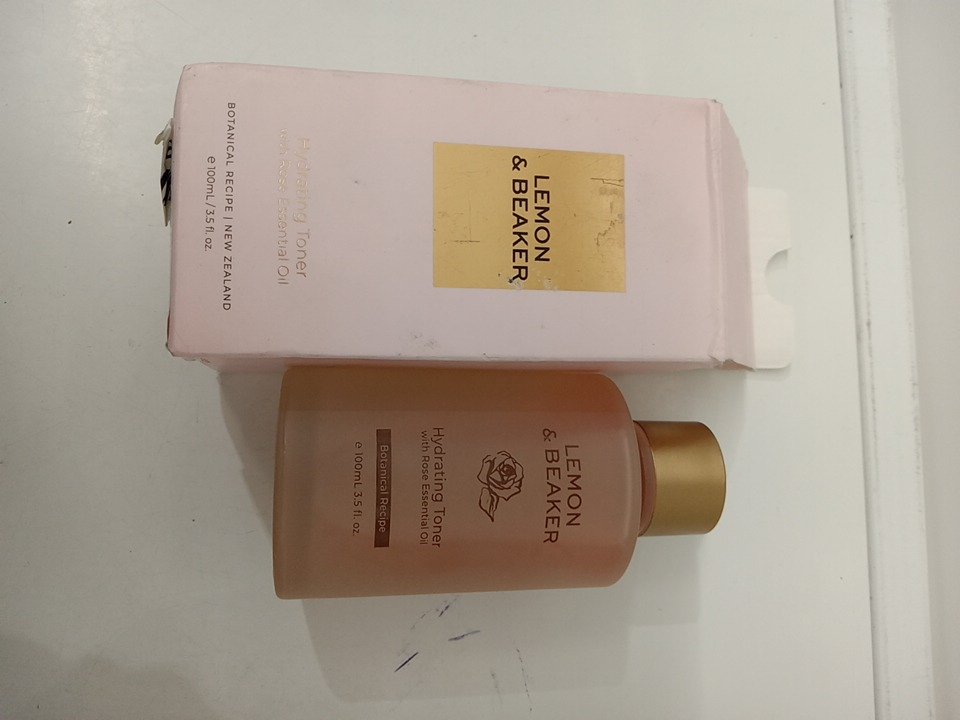 LEMON
& BEAKER
Hydrating Toner
with Rose Essential Oil
BOTANICAL RECIPE | NEW ZEALAND
e 100mL / 3.5 fl. oz.
LEMON
& BEAKER
Hydrating Toner
with Rose Essential Oil
Botanical Recipe
e 100mL 3.5 fl. oz.